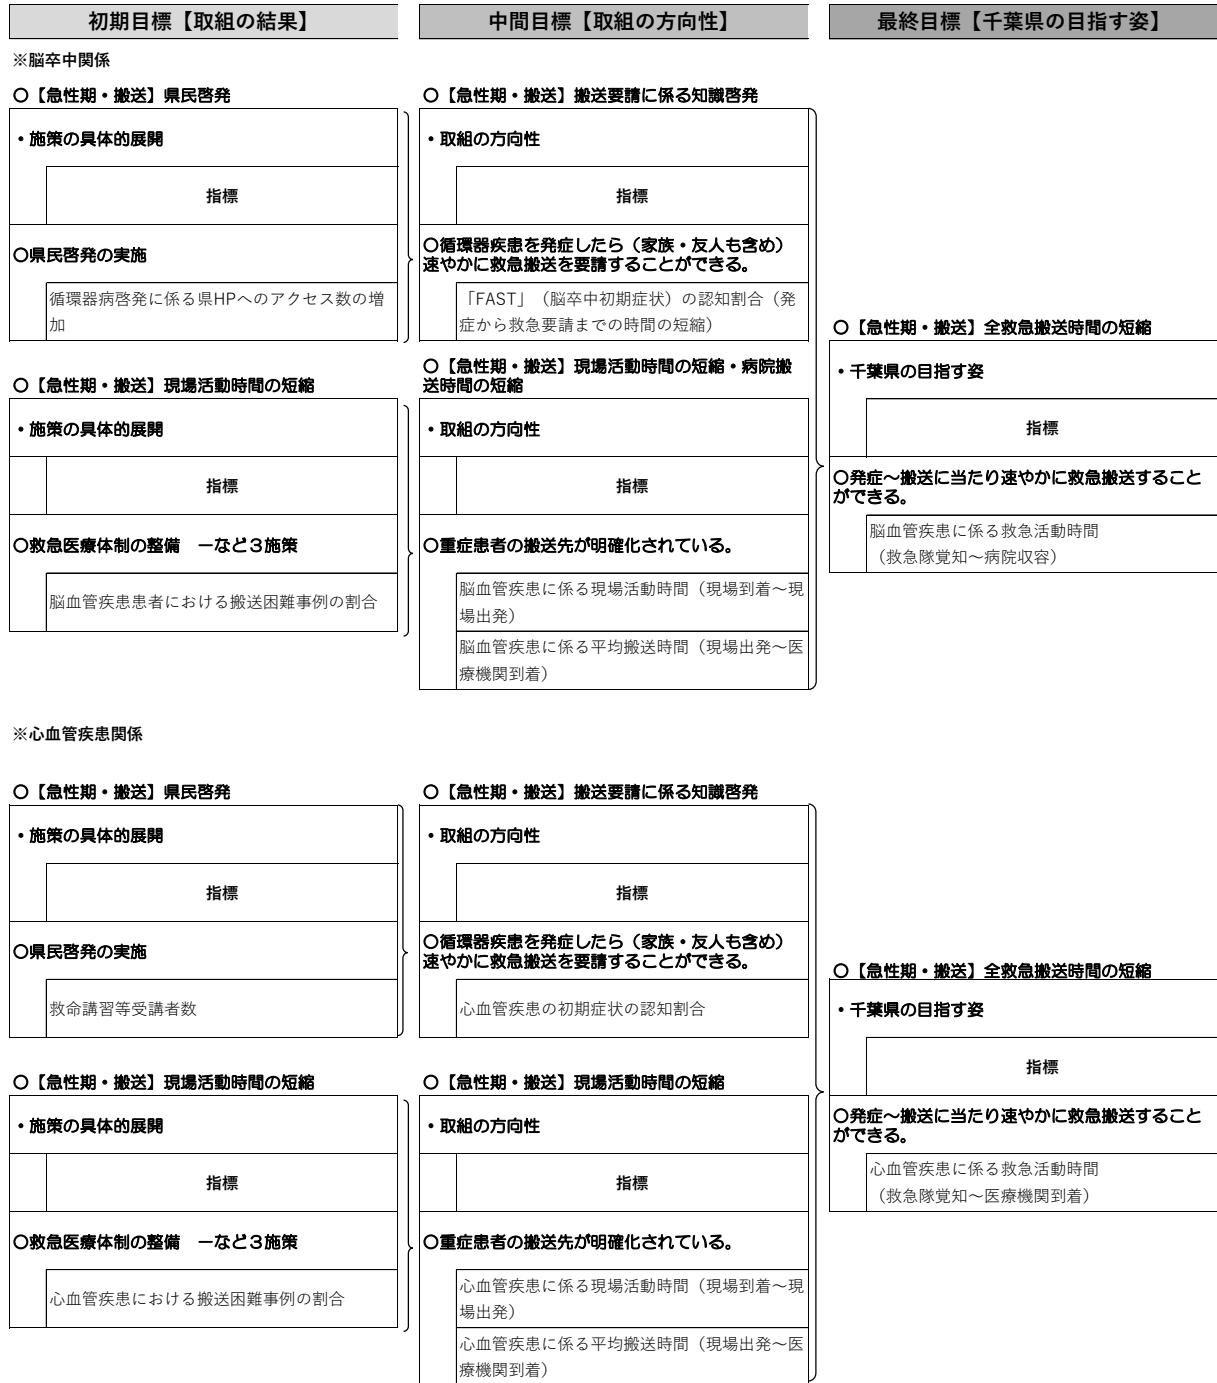 初期目標【取組の結果】
中間目標【取組の方向性】
最終目標【千葉県の目指す姿】
※脳卒中関係
〇【急性期・搬送】県民啓発
・施策の具体的展開
指標
〇県民啓発の実施
循環器病啓発に係る県HPへのアクセス数の増
加
〇【急性期・搬送】搬送要請に係る知識啓発
・取組の方向性
指標
〇循環器疾患を発症したら（家族・友人も含め）
速やかに救急搬送を要請することができる。
「FAST」（脳卒中初期症状）の認知割合（発
症から救急要請までの時間の短縮）
〇【急性期・搬送】現場活動時間の短縮
・施策の具体的展開
指標
〇救急医療体制の整備　－など３施策
脳血管疾患患者における搬送困難事例の割合
〇【急性期・搬送】現場活動時間の短縮・病院搬
送時間の短縮
・取組の方向性
指標
〇重症患者の搬送先が明確化されている。
脳血管疾患に係る現場活動時間（現場到着～現
場出発）
脳血管疾患に係る平均搬送時間（現場出発～医
療機関到着）
〇【急性期・搬送】全救急搬送時間の短縮
・千葉県の目指す姿
指標
〇発症～搬送に当たり速やかに救急搬送すること
ができる。
脳血管疾患に係る救急活動時間
（救急隊覚知～病院収容）
※心血管疾患関係
〇【急性期・搬送】県民啓発
・施策の具体的展開
指標
〇県民啓発の実施
救命講習等受講者数
〇【急性期・搬送】搬送要請に係る知識啓発
・取組の方向性
指標
〇循環器疾患を発症したら（家族・友人も含め）
速やかに救急搬送を要請することができる。
心血管疾患の初期症状の認知割合
〇【急性期・搬送】現場活動時間の短縮
・施策の具体的展開
指標
〇救急医療体制の整備　－など３施策
心血管疾患における搬送困難事例の割合
〇【急性期・搬送】現場活動時間の短縮
・取組の方向性
指標
〇重症患者の搬送先が明確化されている。
心血管疾患に係る現場活動時間（現場到着～現
場出発）
心血管疾患に係る平均搬送時間（現場出発～医
療機関到着）
〇【急性期・搬送】全救急搬送時間の短縮
・千葉県の目指す姿
指標
〇発症～搬送に当たり速やかに救急搬送すること
ができる。
心血管疾患に係る救急活動時間
（救急隊覚知～医療機関到着）